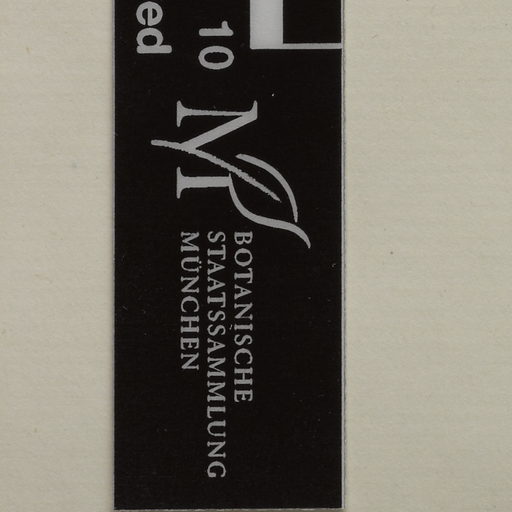 10
ed
M
BOTANISCHE
STAATSSAMMLUNG
MÜNCHEN